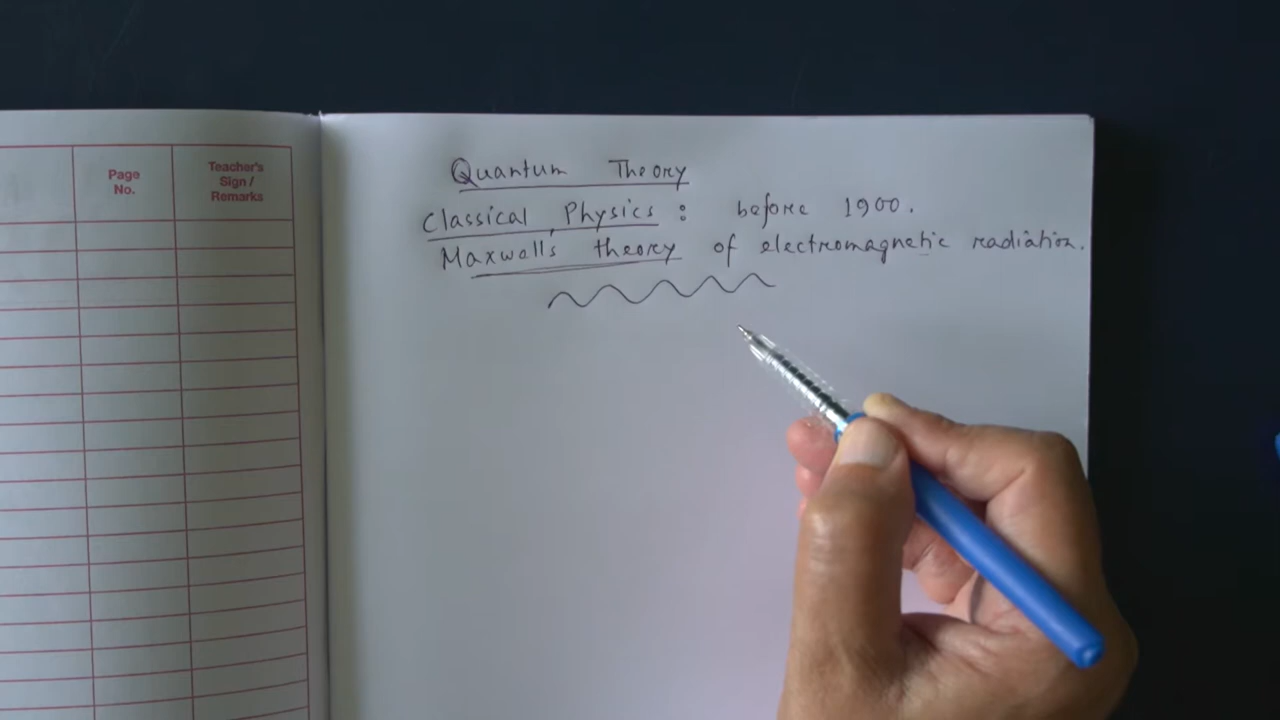 Page
No.
Teacher's
Sign /
Remarks
Quantum Theory
Classical Physics : before 1900.
Maxwells theory of electromagnetic radiation.